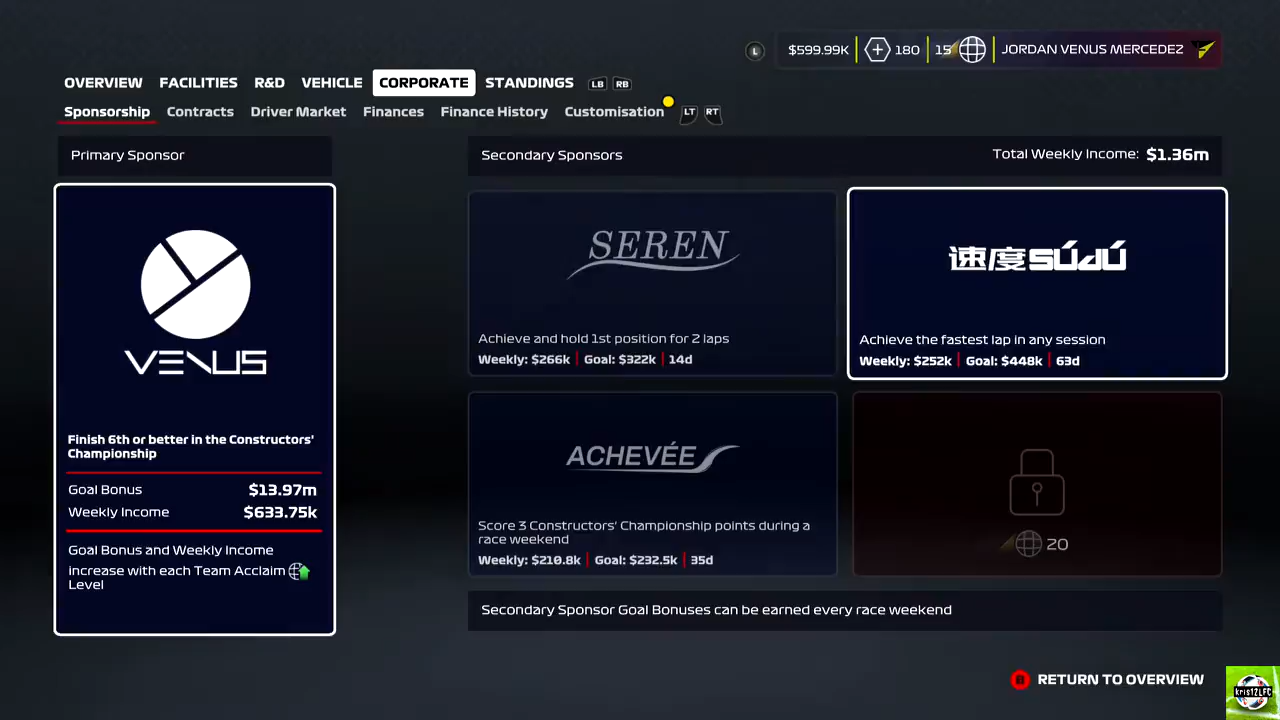 L
$599.99K
180
15
JORDAN VENUS MERCEDEZ
OVERVIEW FACILITIES R&D VEHICLE CORPORATE STANDINGS LB RB
Sponsorship Contracts Driver Market Finances Finance History Customisation LT RT
Primary Sponsor
VENUS
Finish 6th or better in the Constructors'
Championship
Goal Bonus $13.97m
Weekly Income $633.75k
Goal Bonus and Weekly Income
increase with each Team Acclaim
Level
Secondary Sponsors
Total Weekly Income: $1.36m
SEREN
Achieve and hold 1st position for 2 laps
Weekly: $266k Goal: $322k 14d
速度SÚDÚ
Achieve the fastest lap in any session
Weekly: $252k Goal: $448k 63d
ACHEVÉE
Score 3 Constructors' Championship points during a
race weekend
Weekly: $210.8k Goal: $232.5k 35d
20
Secondary Sponsor Goal Bonuses can be earned every race weekend
B RETURN TO OVERVIEW
kris12LFC